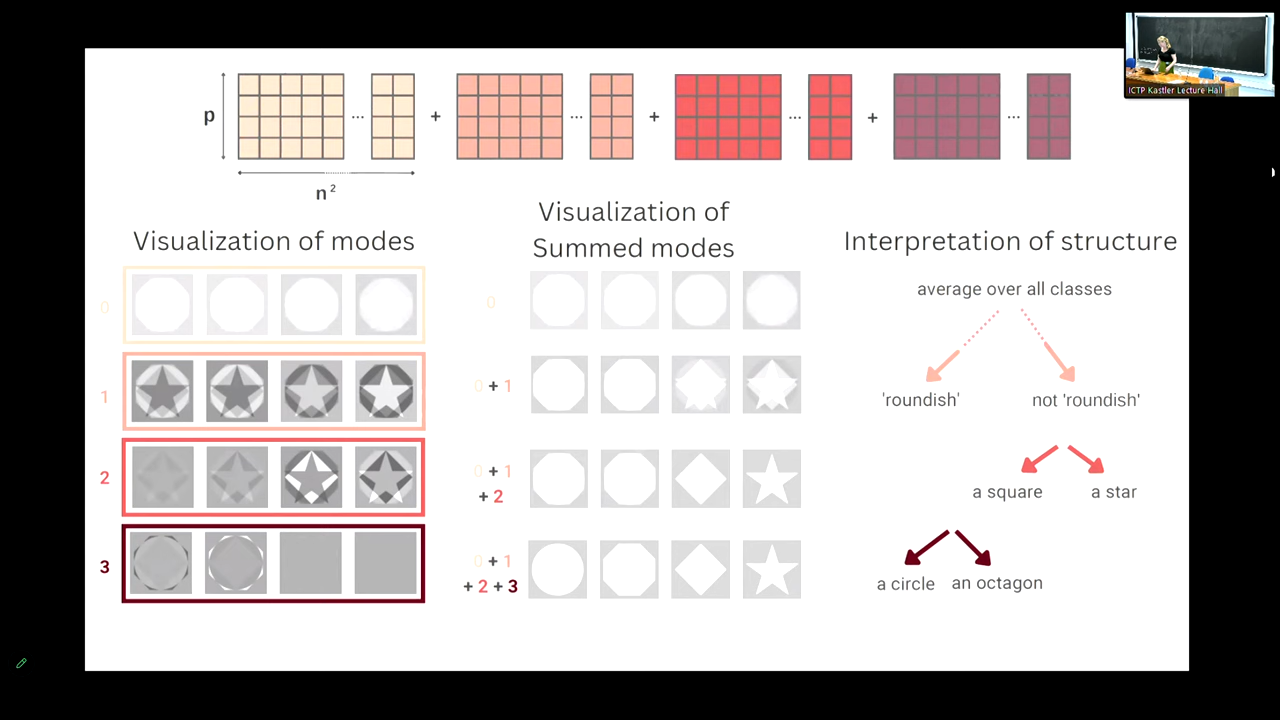 ICTP Kastler Lecture Hall
p
... + ... + ... + ...
n²
Visualization of modes
Visualization of
Summed modes
Interpretation of structure
0
1
2
3
0
0 + 1
0 + 1
+ 2
0 + 1
+ 2 + 3
average over all classes
'roundish' not 'roundish'
a square a star
a circle an octagon